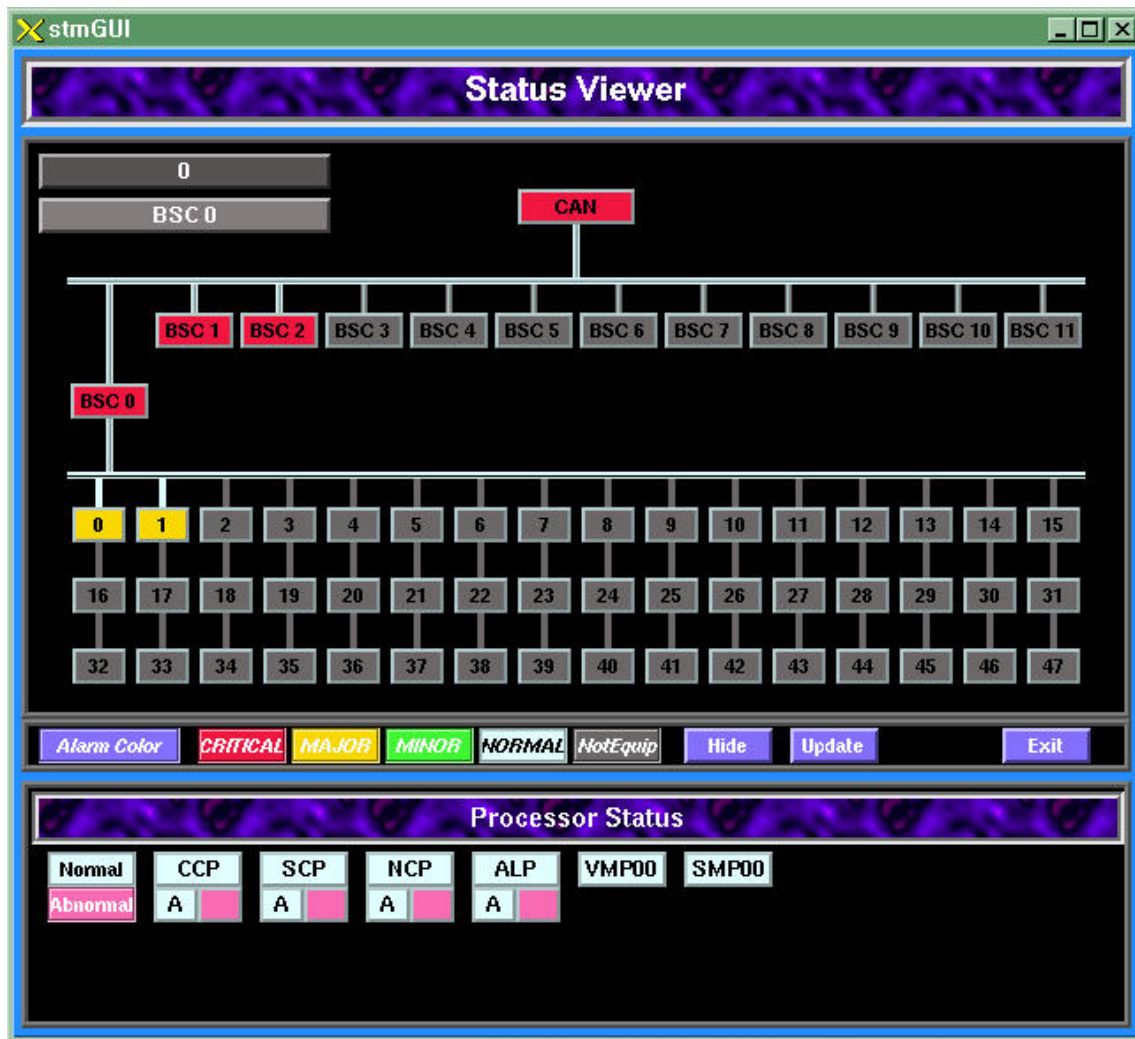 stmGUI
Status Viewer
0
BSC 0
CAN
BSC 1 BSC 2 BSC 3 BSC 4 BSC 5 BSC 6 BSC 7 BSC 8 BSC 9 BSC 10 BSC 11
BSC 0
0 1 2 3 4 5 6 7 8 9 10 11 12 13 14 15
16 17 18 19 20 21 22 23 24 25 26 27 28 29 30 31
32 33 34 35 36 37 38 39 40 41 42 43 44 45 46 47
Alarm Color CRITICAL MAJOR MINOR NORMAL NotEquip Hide Update Exit
Processor Status
Normal CCP SCP NCP ALP VMP00 SMP00
Abnormal A A A A